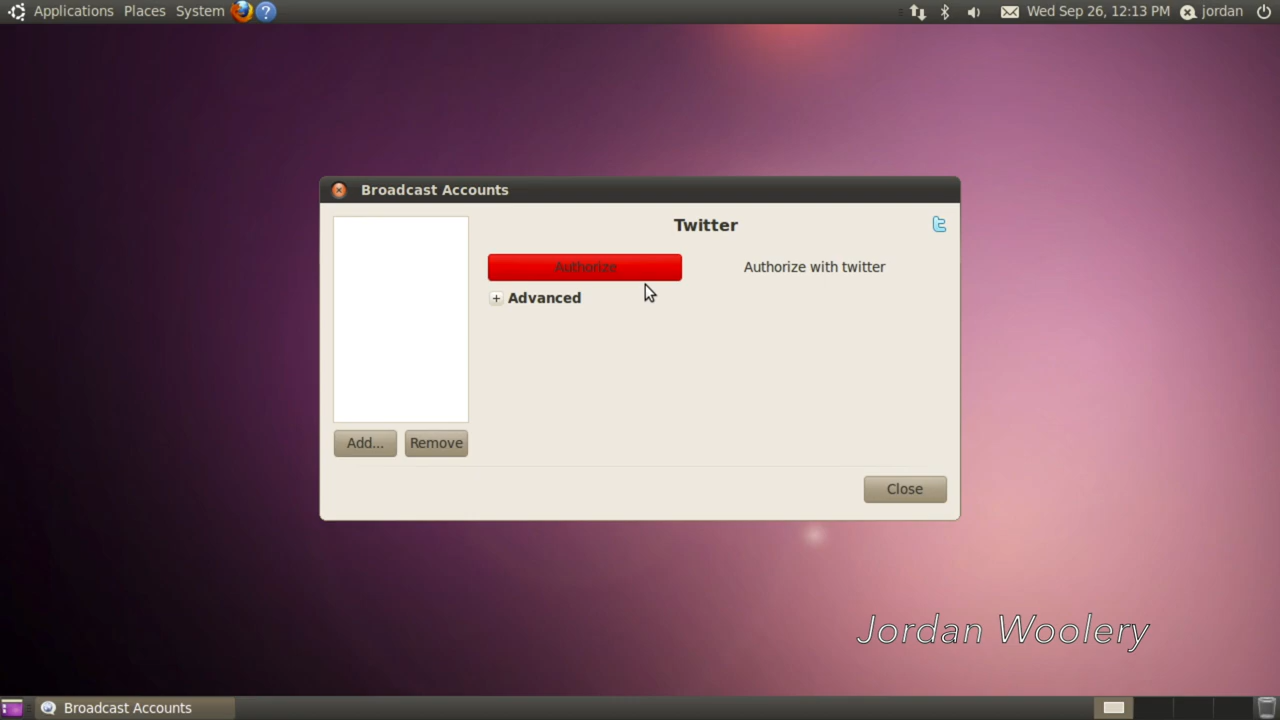 Applications Places System
Wed Sep 26, 12:13 PM jordan
Broadcast Accounts
Twitter
Authorize Authorize with twitter
Advanced
Add... Remove
Close
Jordan Woolery
Broadcast Accounts